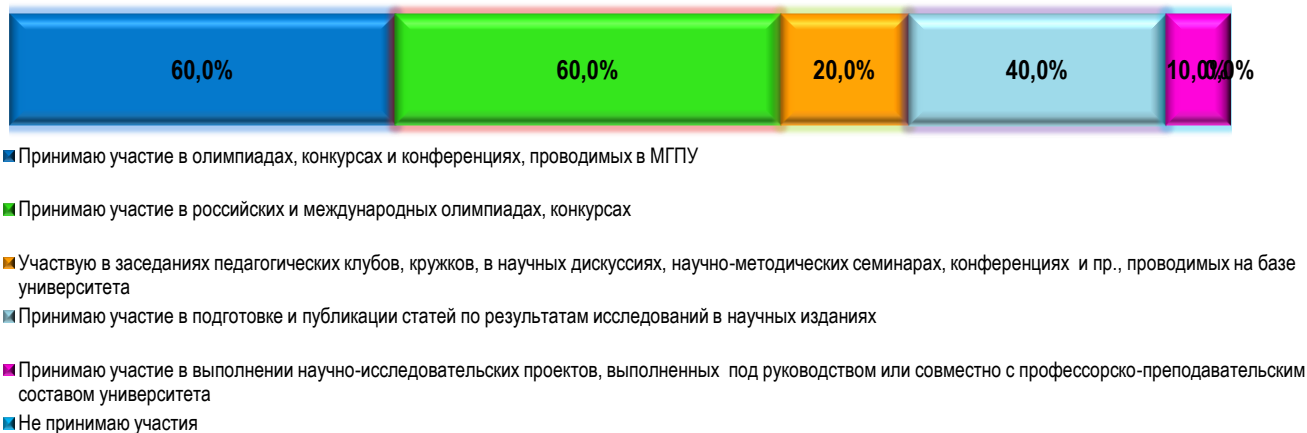 60,0% 60,0% 20,0% 40,0% 10,0% 0,0%
Принимаю участие в олимпиадах, конкурсах и конференциях, проводимых в МГПУ
Принимаю участие в российских и международных олимпиадах, конкурсах
Участвую в заседаниях педагогических клубов, кружков, в научных дискуссиях, научно-методических семинарах, конференциях и пр., проводимых на базе
университета
Принимаю участие в подготовке и публикации статей по результатам исследований в научных изданиях
Принимаю участие в выполнении научно-исследовательских проектов, выполненных под руководством или совместно с профессорско-преподавательским
составом университета
Не принимаю участия